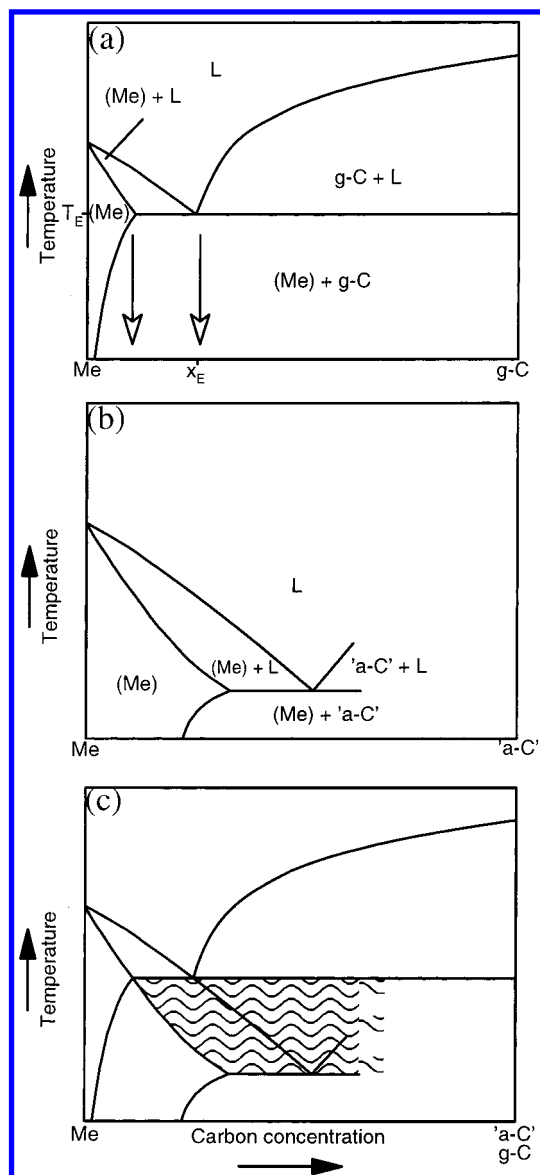 (a)
L
(Me) + L
g-C + L
Temperature
T_E
(Me)
(Me) + g-C
Me
x_E
g-C
(b)
Temperature
L
(Me)
(Me) + L
'a-C' + L
(Me) + 'a-C'
Me
'a-C'
(c)
Temperature
Me
Carbon concentration
'a-C'
g-C